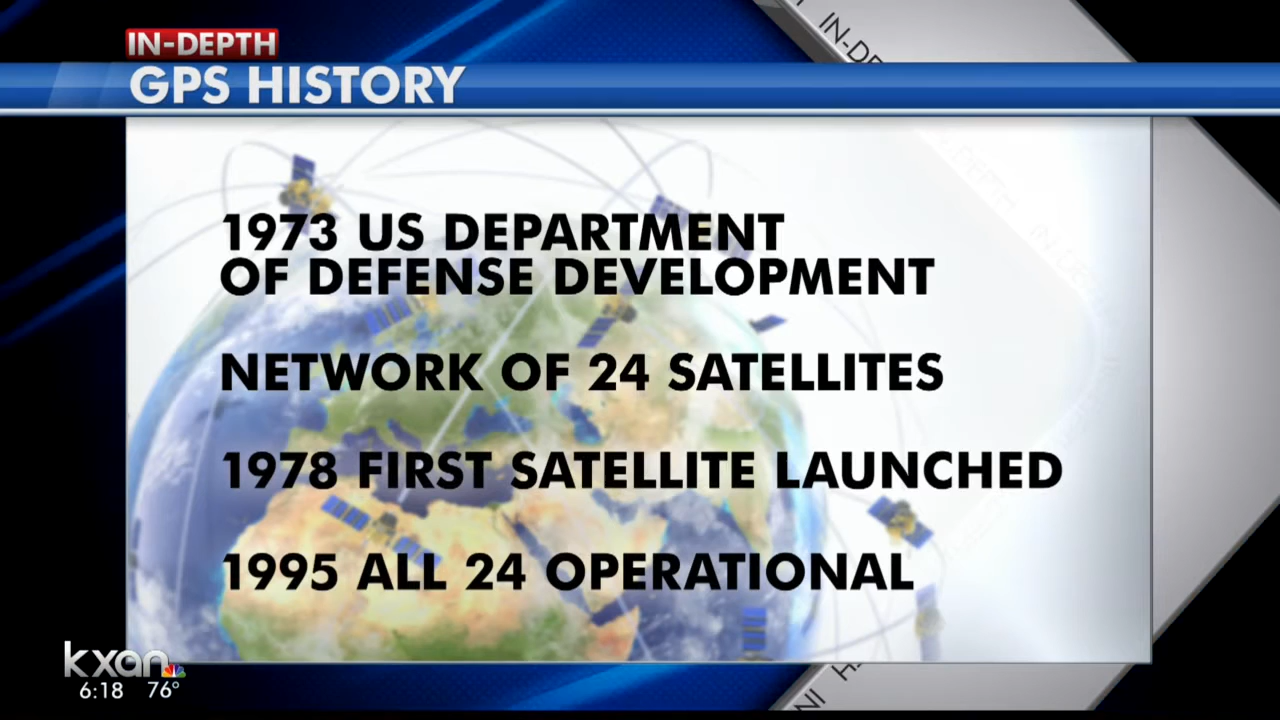 IN-DEPTH
GPS HISTORY
1973 US DEPARTMENT
OF DEFENSE DEVELOPMENT
NETWORK OF 24 SATELLITES
1978 FIRST SATELLITE LAUNCHED
1995 ALL 24 OPERATIONAL
kxan
6:18 76°